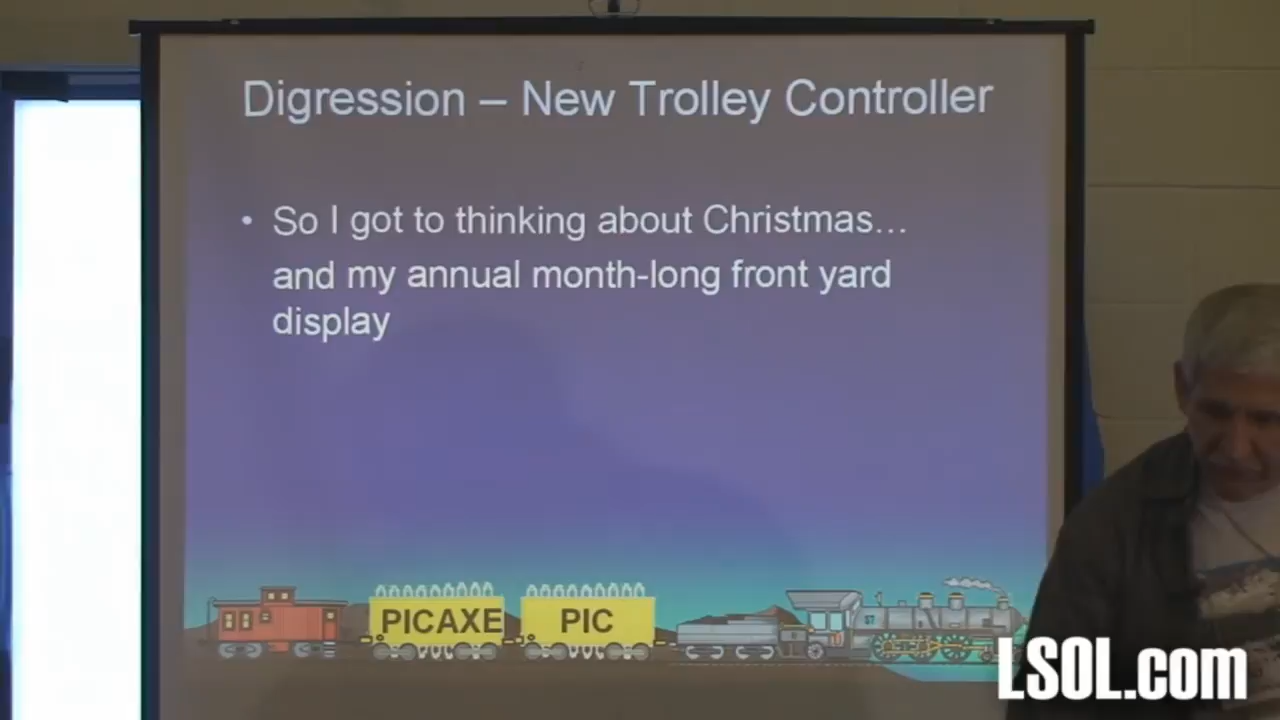 Digression – New Trolley Controller
• So I got to thinking about Christmas…
and my annual month-long front yard
display
PICAXE PIC
LSOL.com